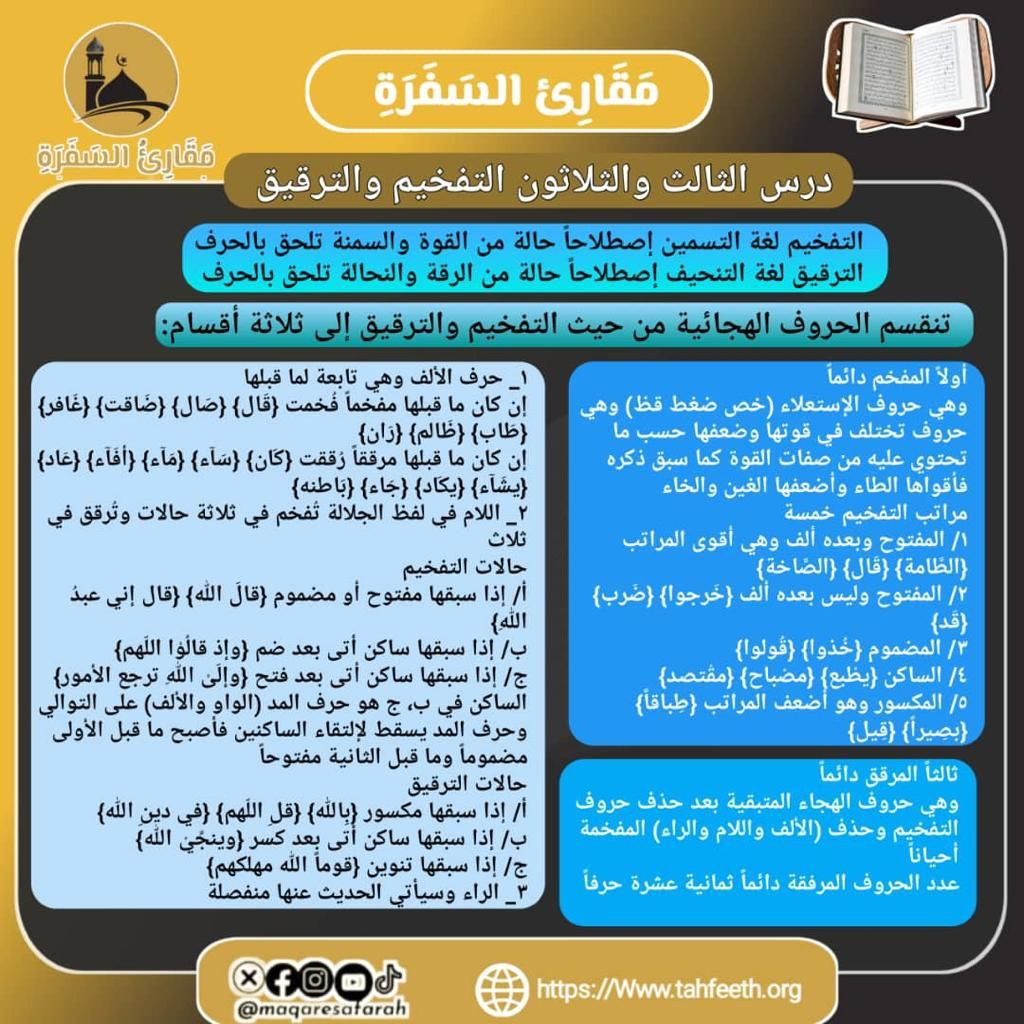 مَقَارِئُ السَفَرَةِ
مَقَارِئ السَفَرَةِ
درس الثالث والثلاثون التفخيم والترقيق
التفخيم لغة التسمين إصطلاحاً حالة من القوة والسمنة تلحق بالحرف
الترقيق لغة التنحيف إصطلاحاً حالة من الرقة والنحالة تلحق بالحرف
تنقسم الحروف الهجائية من حيث التفخيم والترقيق إلى ثلاثة أقسام:
أولاً المفخم دائماً
وهي حروف الإستعلاء (خص ضغط قظ) وهي
حروف تختلف في قوتها وضعفها حسب ما
تحتوي عليه من صفات القوة كما سبق ذكره
فأقواها الطاء وأضعفها الغين والخاء
مراتب التفخيم خمسة
١/ المفتوح وبعده ألف وهي أقوى المراتب
{الطَّامة} {قَال} {الصَّاخة}
٢/ المفتوح وليس بعده ألف {خَرجوا} {ضَرب}
{قَد}
٣/ المضموم {خُذوا} {قُولوا}
٤/ الساكن {يطْبع} {مصْباح} {مقْتصد}
٥/ المكسور وهو أضعف المراتب {طِباقاً}
{بصِيراً} {قِيل}
١_ حرف الألف وهي تابعة لما قبلها
إن كان ما قبلها مفخماً فُخمت {قَال} {صَال} {ضَاقت} {غَافر}
{طَاب} {ظَالم} {رَان}
إن كان ما قبلها مرققاً رُققت {كَان} {سَآء} {مَآء} {أفَآء} {عَاد}
{يشَآء} {يكَاد} {جَاء} {بَاطنه}
٢_ اللام في لفظ الجلالة تُفخم في ثلاثة حالات وتُرقق في
ثلاث
حالات التفخيم
أ/ إذا سبقها مفتوح أو مضموم {قالَ الله} {قال إني عبدُ
اللهِ}
ب/ إذا سبقها ساكن أتى بعد ضم {وإذ قالُوْا اللَهم}
ج/ إذا سبقها ساكن أتى بعد فتح {وإلَىٰ اللهِ ترجع الأمور}
الساكن في ب، ج هو حرف المد (الواو والألف) على التوالي
وحرف المد يسقط لإلتقاء الساكنين فأصبح ما قبل الأولى
مضموماً وما قبل الثانية مفتوحاً
حالات الترقيق
أ/ إذا سبقها مكسور {بِالله} {قلِ اللَهم} {في دينِ الله}
ب/ إذا سبقها ساكن أتى بعد كسر {وينجِّيْ اللَّه}
ج/ إذا سبقها تنوين {قوماً الله مهلكهم}
٣_ الراء وسيأتي الحديث عنها منفصلة
ثالثاً المرقق دائماً
وهي حروف الهجاء المتبقية بعد حذف حروف
التفخيم وحذف (الألف واللام والراء) المفخمة
أحياناً
عدد الحروف المرفقة دائماً ثمانية عشرة حرفاً
@maqaresafarah
https://Www.tahfeeth.org